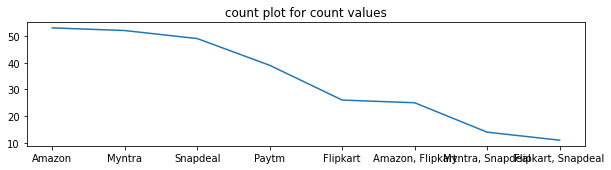 count plot for count values
50
40
30
20
10
Amazon Myntra Snapdeal Paytm Flipkart Amazon, Flipkart Myntra, Snapdeal Flipkart, Snapdeal